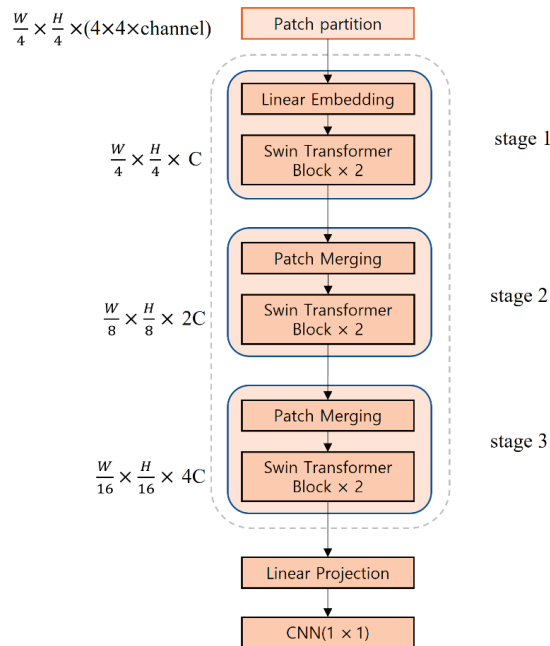 W/4 × H/4 × (4×4×channel)
Patch partition
Linear Embedding
stage 1
W/4 × H/4 × C
Swin Transformer
Block × 2
Patch Merging
stage 2
W/8 × H/8 × 2C
Swin Transformer
Block × 2
Patch Merging
stage 3
W/16 × H/16 × 4C
Swin Transformer
Block × 2
Linear Projection
CNN(1 × 1)